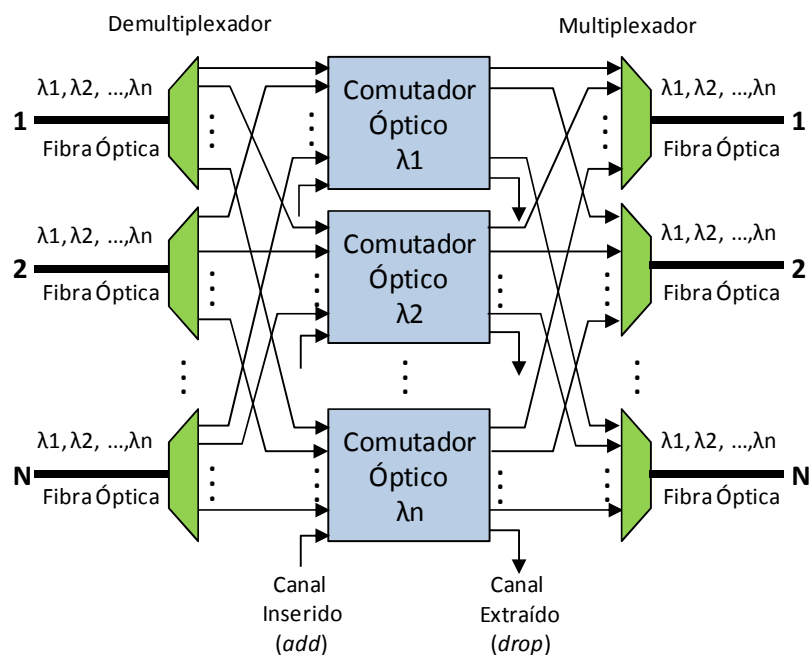 Demultiplexador
Multiplexador
λ1, λ2, ...,λn
1
Fibra Óptica
Comutador
Óptico
λ1
λ1, λ2, ...,λn
1
Fibra Óptica
λ1, λ2, ...,λn
2
Fibra Óptica
Comutador
Óptico
λ2
λ1, λ2, ...,λn
2
Fibra Óptica
λ1, λ2, ...,λn
N
Fibra Óptica
Comutador
Óptico
λn
λ1, λ2, ...,λn
N
Fibra Óptica
Canal
Inserido
(add)
Canal
Extraído
(drop)